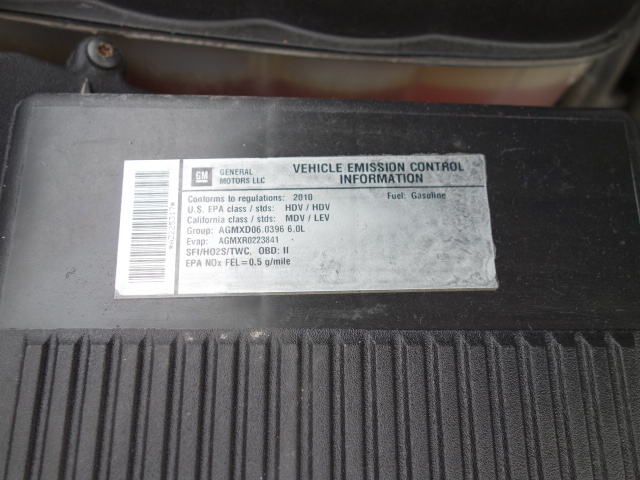 GM
GENERAL MOTORS LLC
VEHICLE EMISSION CONTROL INFORMATION
Conforms to regulations: 2010 Fuel: Gasoline
U.S. EPA class / stds: HDV / HDV
California class / stds: MDV / LEV
Group: AGMXD06.0396 6.0L
Evap: AGMXR0223841
SFI/HO2S/TWC, OBD: II
EPA NOx FEL=0.5 g/mile